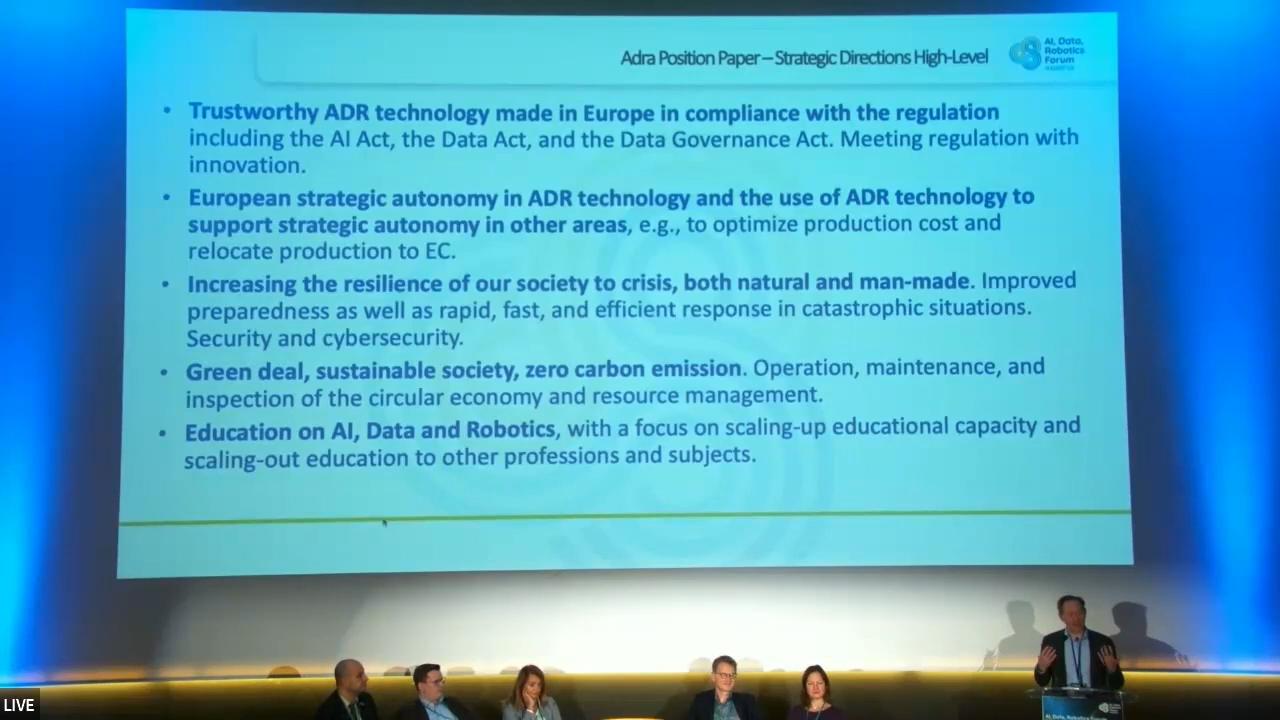 Adra Position Paper – Strategic Directions High-Level
AI, Data,
Robotics
Forum
• Trustworthy ADR technology made in Europe in compliance with the regulation
including the AI Act, the Data Act, and the Data Governance Act. Meeting regulation with
innovation.
• European strategic autonomy in ADR technology and the use of ADR technology to
support strategic autonomy in other areas, e.g., to optimize production cost and
relocate production to EC.
• Increasing the resilience of our society to crisis, both natural and man-made. Improved
preparedness as well as rapid, fast, and efficient response in catastrophic situations.
Security and cybersecurity.
• Green deal, sustainable society, zero carbon emission. Operation, maintenance, and
inspection of the circular economy and resource management.
• Education on AI, Data and Robotics, with a focus on scaling-up educational capacity and
scaling-out education to other professions and subjects.
LIVE
AI, Data, Robotics